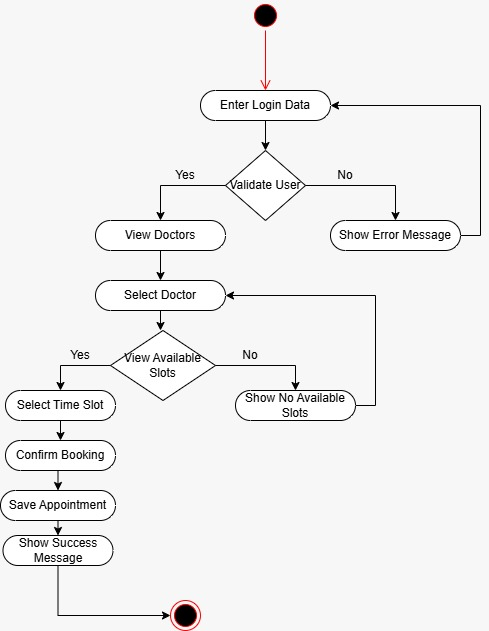 Enter Login Data
Yes
Validate User
No
View Doctors
Show Error Message
Select Doctor
Yes
View Available
Slots
No
Select Time Slot
Show No Available
Slots
Confirm Booking
Save Appointment
Show Success
Message